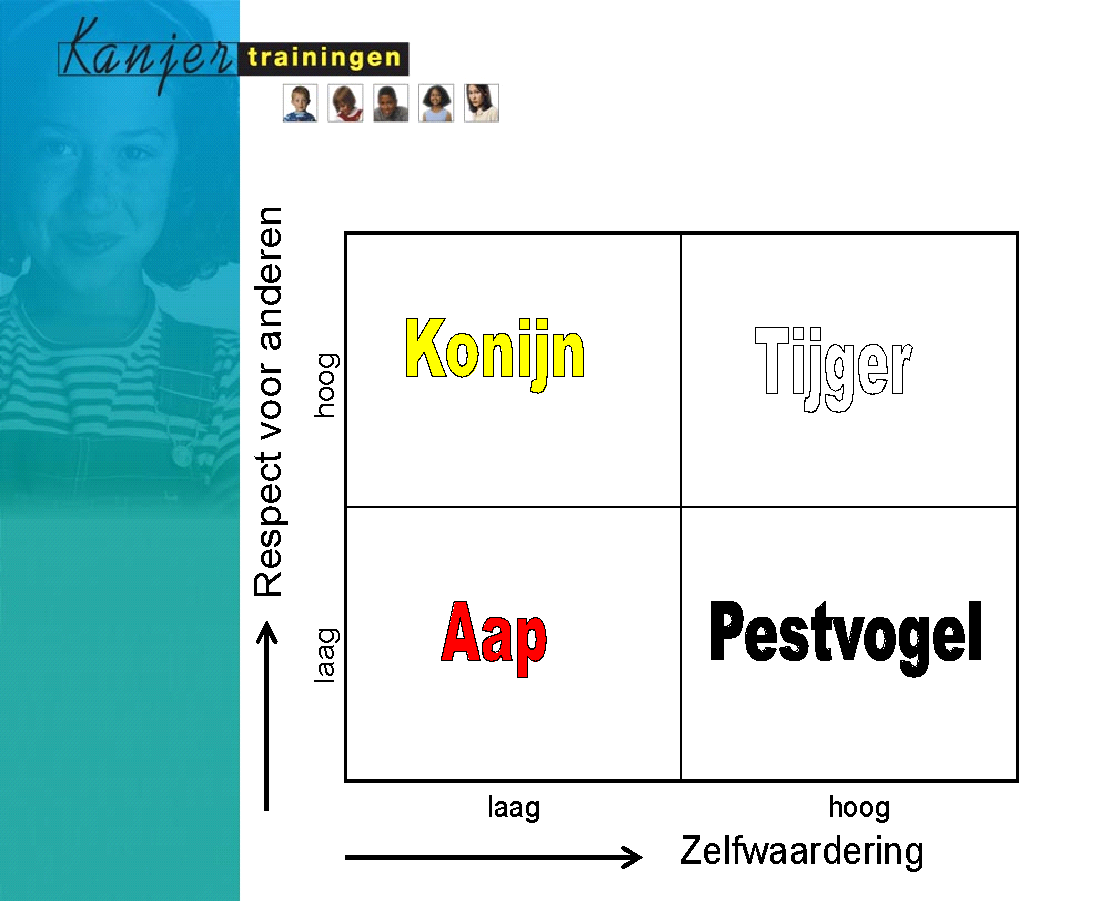 Kanjer trainingen
Respect voor anderen
hoog
laag
Konijn
Tijger
Aap
Pestvogel
laag
hoog
Zelfwaardering